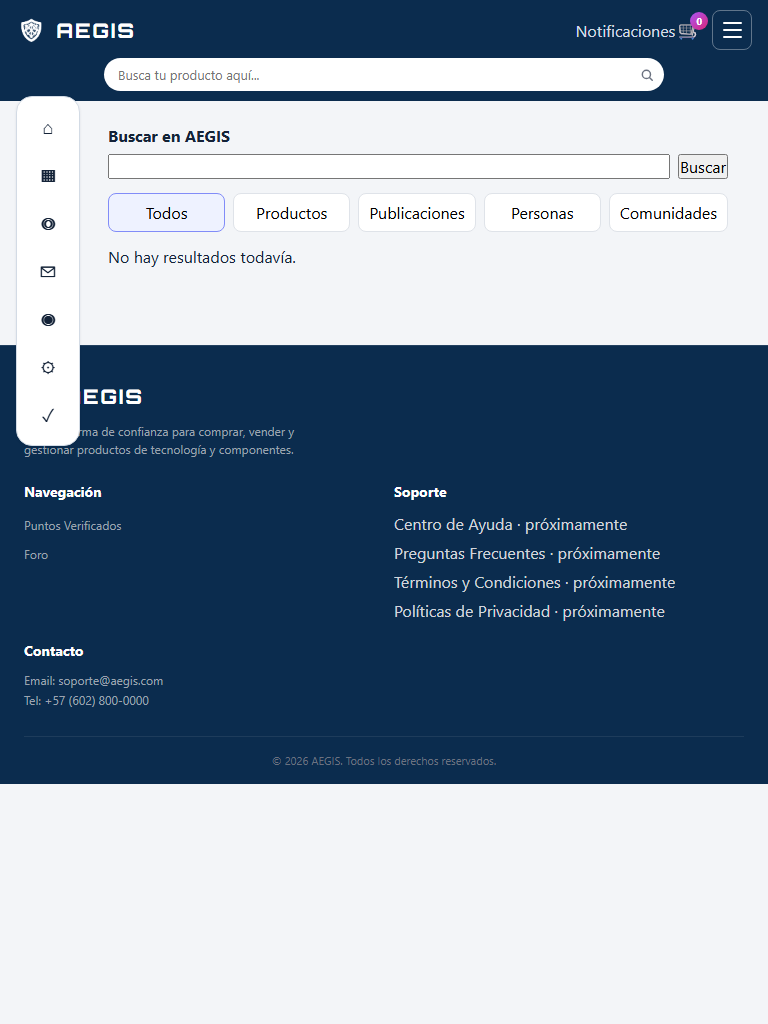 AEGIS
Notificaciones
0
Busca tu producto aquí...
Buscar en AEGIS
Buscar
Todos
Productos
Publicaciones
Personas
Comunidades
No hay resultados todavía.
EGIS
rma de confianza para comprar, vender y
gestionar productos de tecnología y componentes.
Navegación
Puntos Verificados
Foro
Soporte
Centro de Ayuda · próximamente
Preguntas Frecuentes · próximamente
Términos y Condiciones · próximamente
Políticas de Privacidad · próximamente
Contacto
Email: soporte@aegis.com
Tel: +57 (602) 800-0000
© 2026 AEGIS. Todos los derechos reservados.